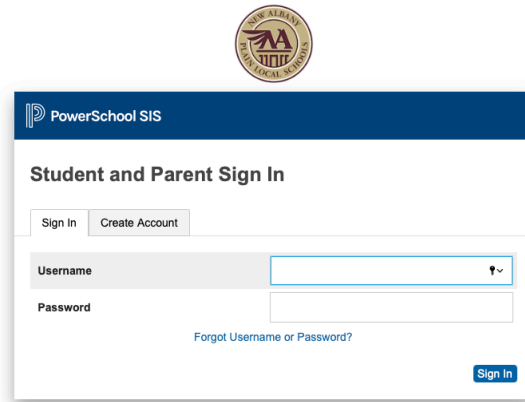 NEW ALBANY
PLAIN LOCAL SCHOOLS
PowerSchool SIS
Student and Parent Sign In
Sign In
Create Account
Username
Password
Forgot Username or Password?
Sign In